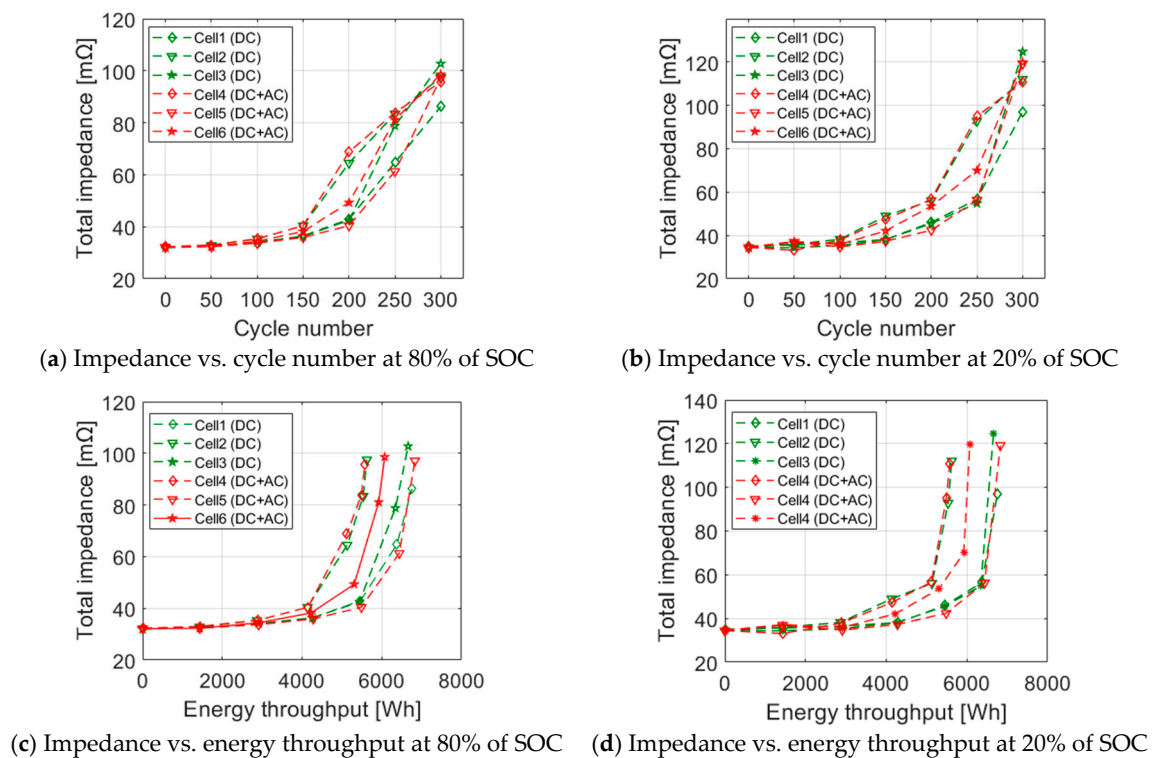 120
100
80
60
40
20
Total impedance [mΩ]
Cell1 (DC)
Cell2 (DC)
Cell3 (DC)
Cell4 (DC+AC)
Cell5 (DC+AC)
Cell6 (DC+AC)
0 50 100 150 200 250 300
Cycle number
(a) Impedance vs. cycle number at 80% of SOC
120
100
80
60
40
20
Total impedance [mΩ]
Cell1 (DC)
Cell2 (DC)
Cell3 (DC)
Cell4 (DC+AC)
Cell5 (DC+AC)
Cell6 (DC+AC)
0 50 100 150 200 250 300
Cycle number
(b) Impedance vs. cycle number at 20% of SOC
120
100
80
60
40
20
Total impedance [mΩ]
Cell1 (DC)
Cell2 (DC)
Cell3 (DC)
Cell4 (DC+AC)
Cell5 (DC+AC)
Cell6 (DC+AC)
0 2000 4000 6000 8000
Energy throughput [Wh]
(c) Impedance vs. energy throughput at 80% of SOC
140
120
100
80
60
40
20
Total impedance [mΩ]
Cell1 (DC)
Cell2 (DC)
Cell3 (DC)
Cell4 (DC+AC)
Cell4 (DC+AC)
Cell4 (DC+AC)
0 2000 4000 6000 8000
Energy throughput [Wh]
(d) Impedance vs. energy throughput at 20% of SOC